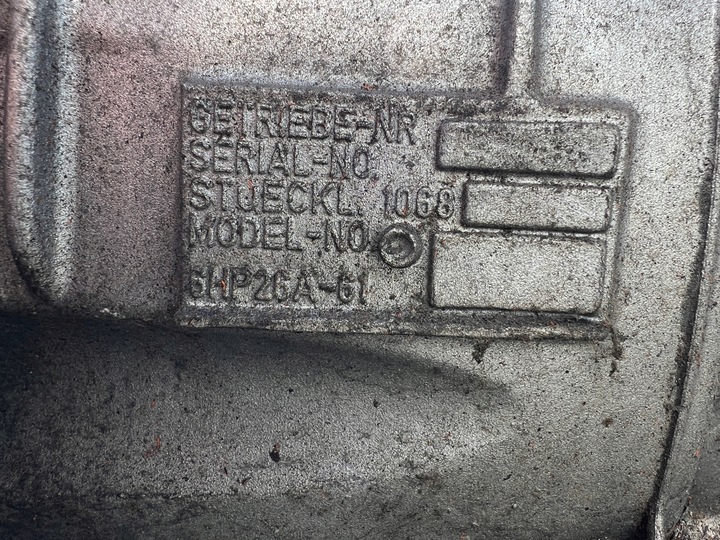 GETRIEBE-NR
SERIAL-NO.
STUECKL. 1068
MODEL-NO.
6HP26A-61